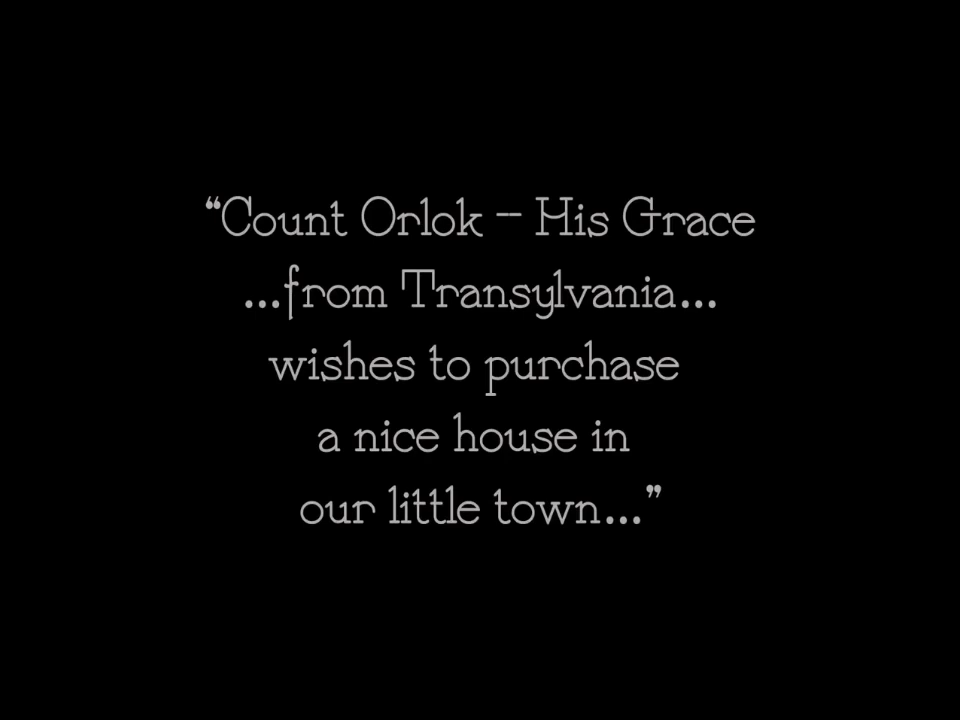 “Count Orlok -- His Grace
...from Transylvania...
wishes to purchase
a nice house in
our little town...”